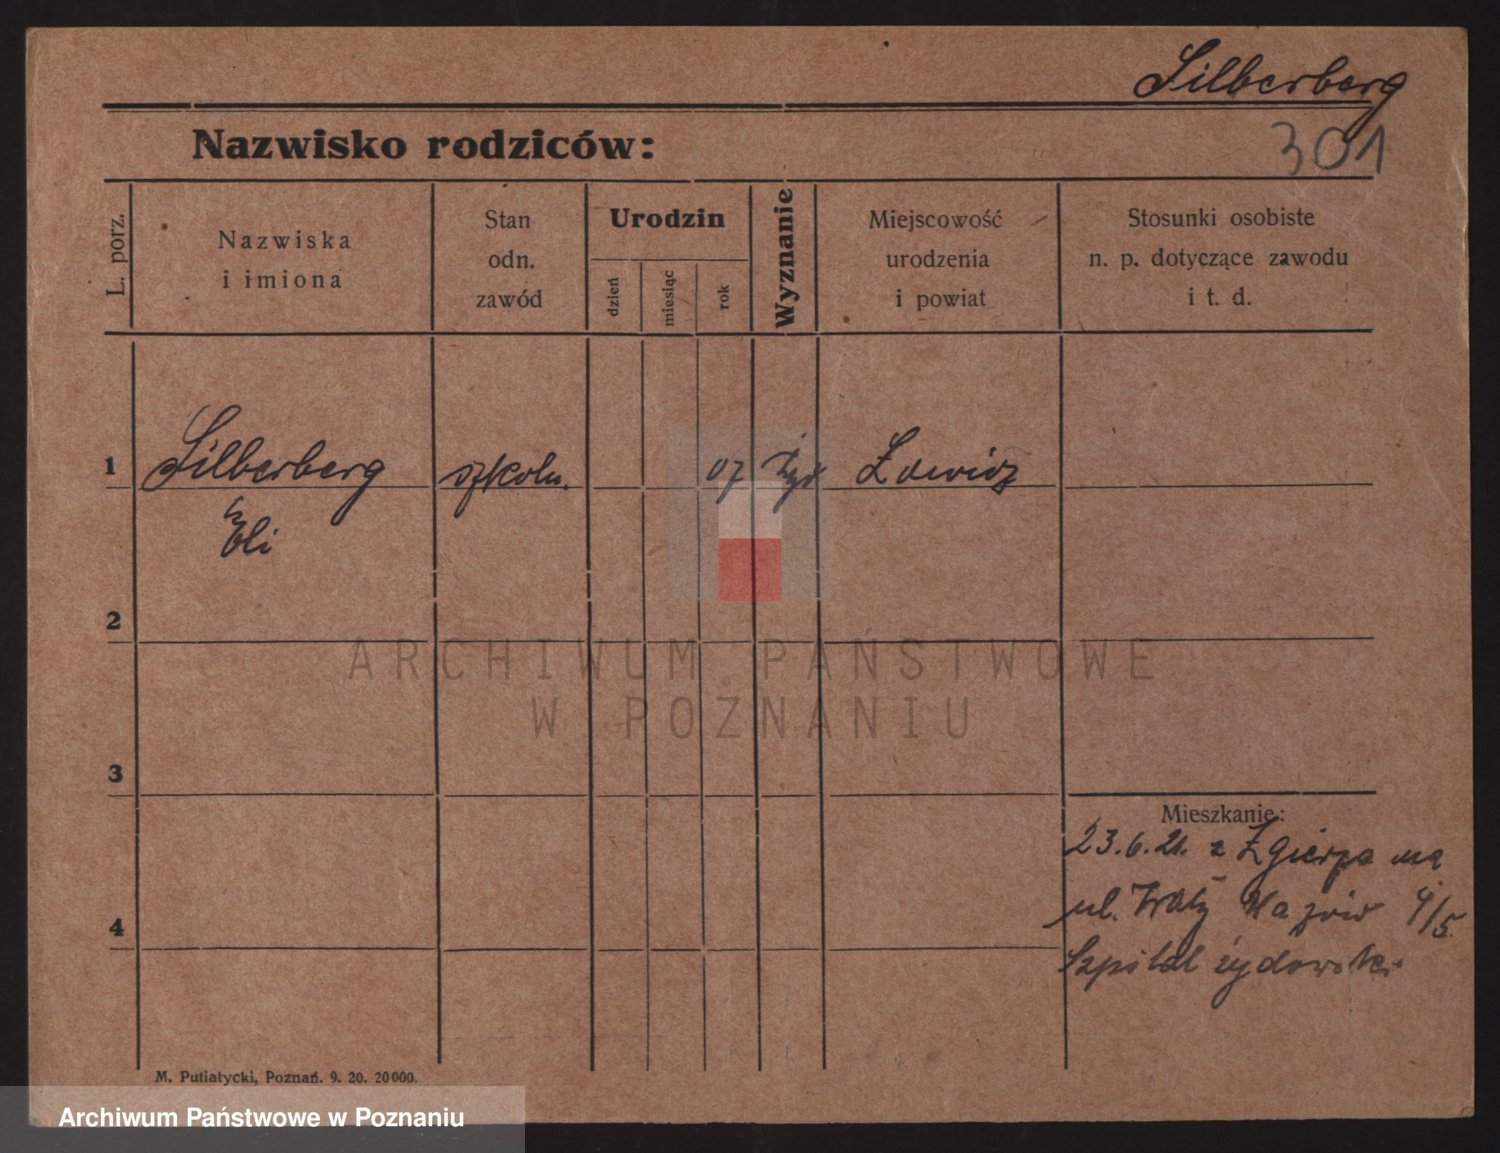 Silberberg
Nazwisko rodziców:
301
L. porz.
Nazwiska
i imiona
Stan
odn.
zawód
Urodzin
dzień
miesiąc
rok
Wyznanie
Miejscowość
urodzenia
i powiat
Stosunki osobiste
n. p. dotyczące zawodu
i t. d.
1 Silberberg szkoln. 07 żyd
Eli
2
ARCHIWUM PAŃSTWOWE
W POZNANIU
3
Mieszkanie:
23.6.21. z Zgierza na
ul. Wały 4/5.
4
Szpital żydowski
M. Putiatycki, Poznań. 9. 20. 20000.
Archiwum Państwowe w Poznaniu